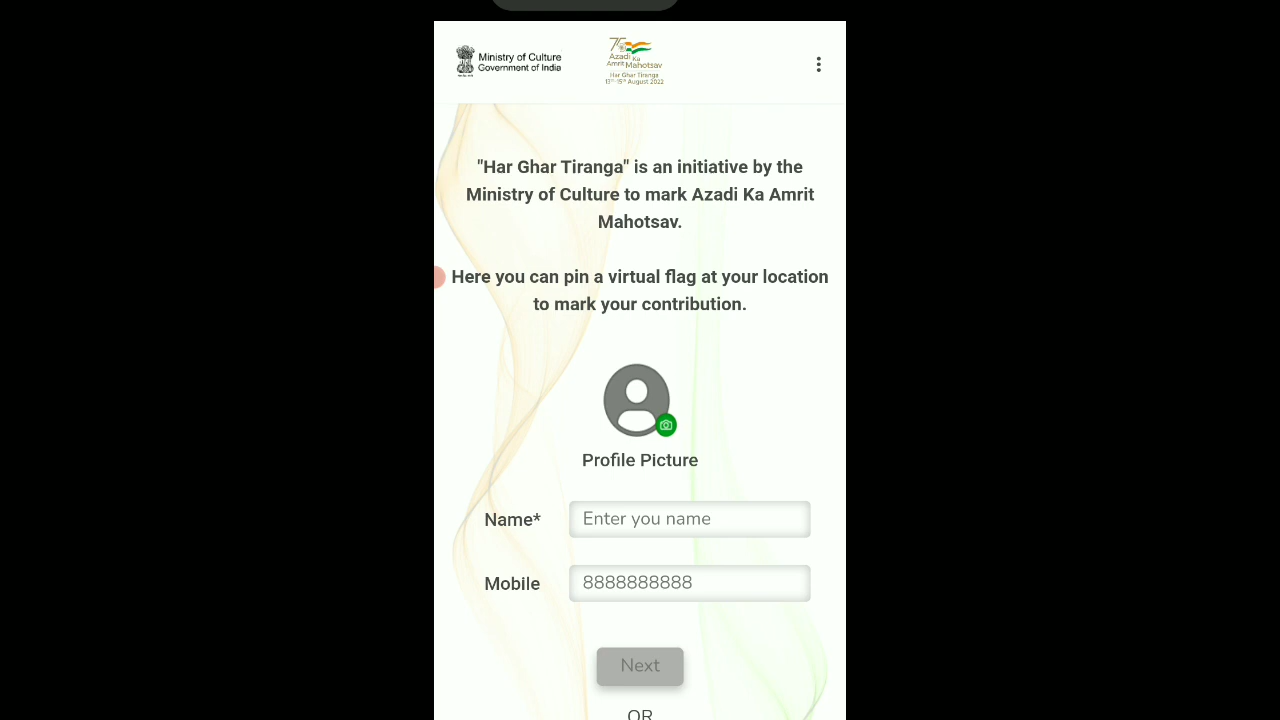 Ministry of Culture
Government of India
75
Azadi
Ka
Amrit Mahotsav
Har Ghar Tiranga
13th-15th August 2022
"Har Ghar Tiranga" is an initiative by the
Ministry of Culture to mark Azadi Ka Amrit
Mahotsav.
Here you can pin a virtual flag at your location
to mark your contribution.
Profile Picture
Name* Enter you name
Mobile 8888888888
Next
OR